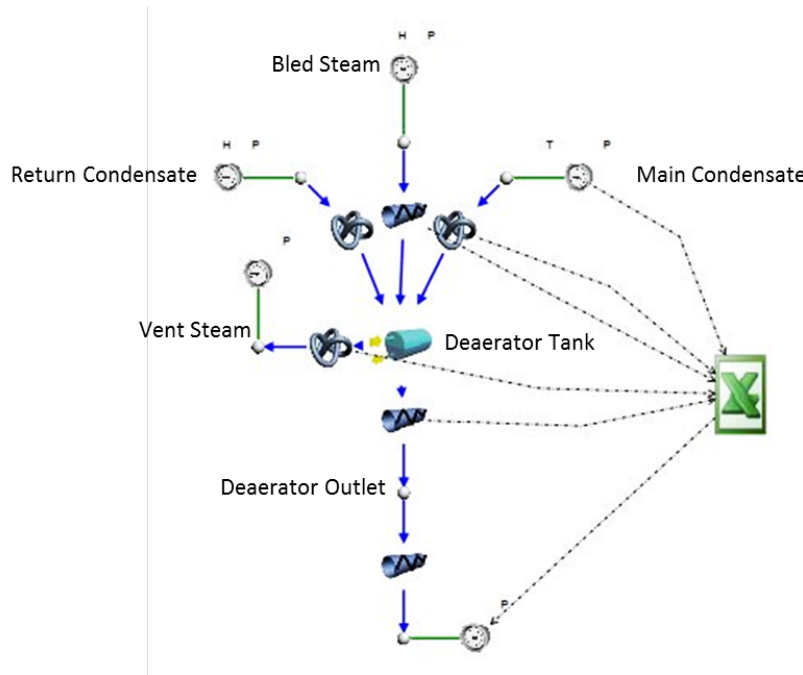 H P
Bled Steam
H P
T P
Return Condensate
Main Condensate
P
Vent Steam
Deaerator Tank
Deaerator Outlet
P